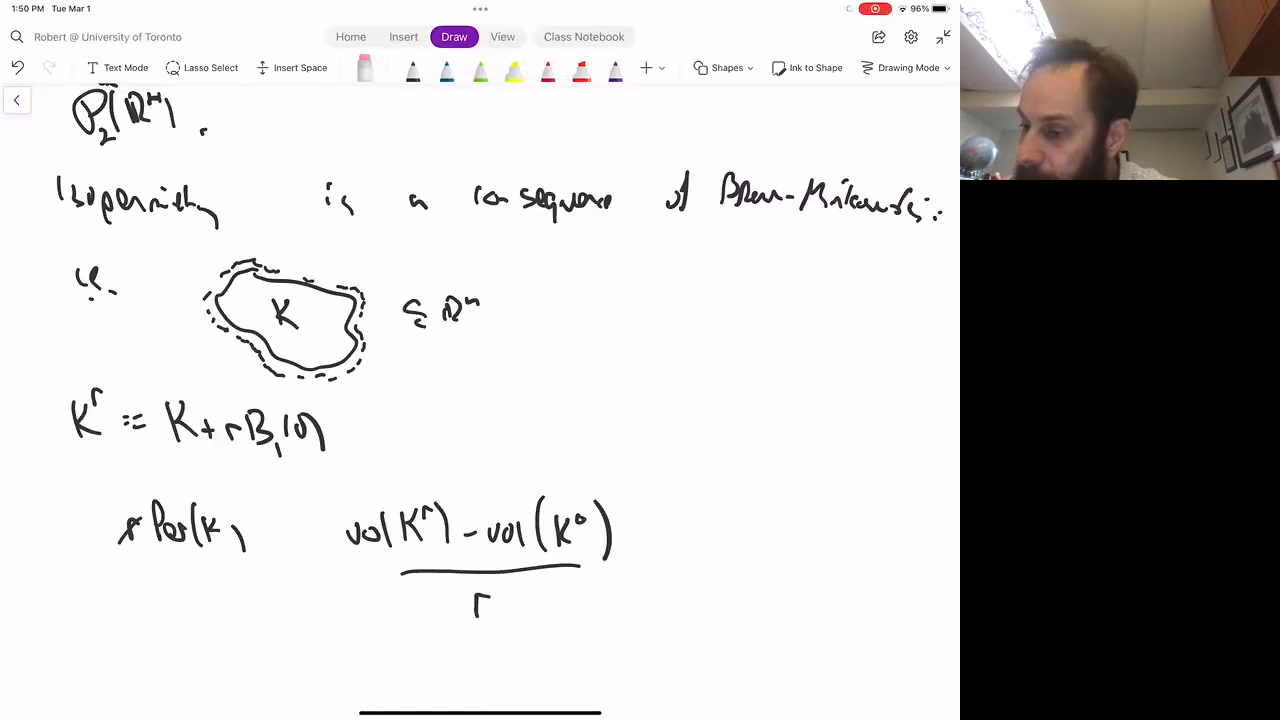 1:50 PM Tue Mar 1
96%
Robert @ University of Toronto
Home Insert Draw View Class Notebook
Text Mode Lasso Select Insert Space Shapes Ink to Shape Drawing Mode
P₂(ℝⁿ).
Isoperimetry is a consequence of Brunn-Minkowski:
K ⊆ ℝⁿ
Kʳ := K + rB₁(0)
Per(K) vol(Kʳ) - vol(K⁰)
r